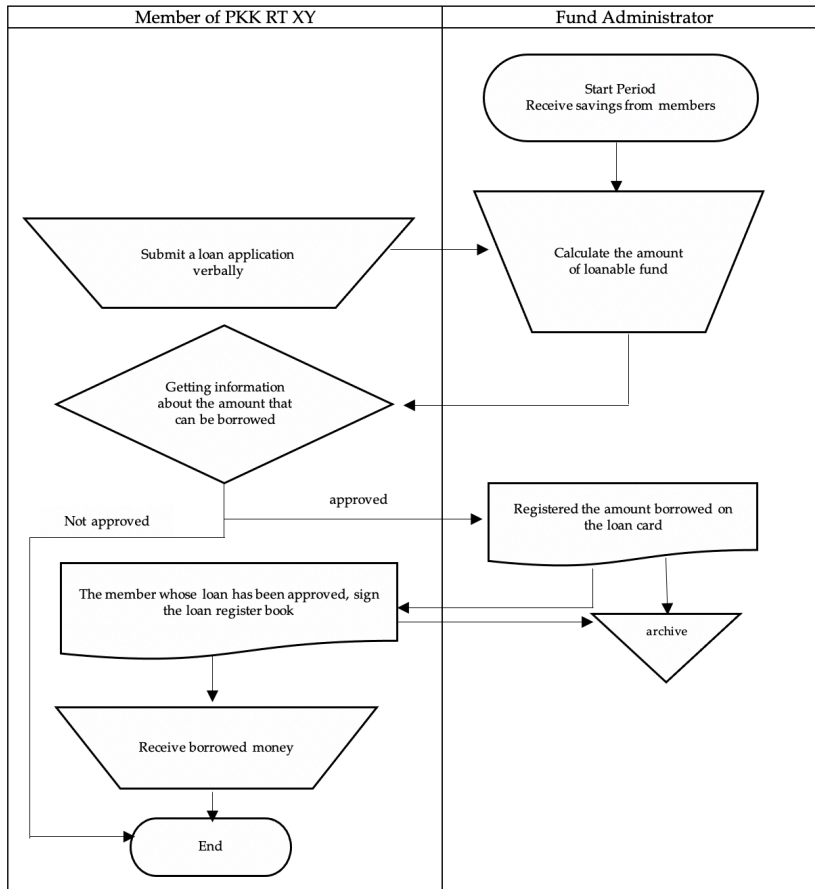 Member of PKK RT XY
Fund Administrator
Start Period
Receive savings from members
Submit a loan application
verbally
Calculate the amount
of loanable fund
Getting information
about the amount that
can be borrowed
approved
Not approved
Registered the amount borrowed on
the loan card
The member whose loan has been approved, sign
the loan register book
archive
Receive borrowed money
End